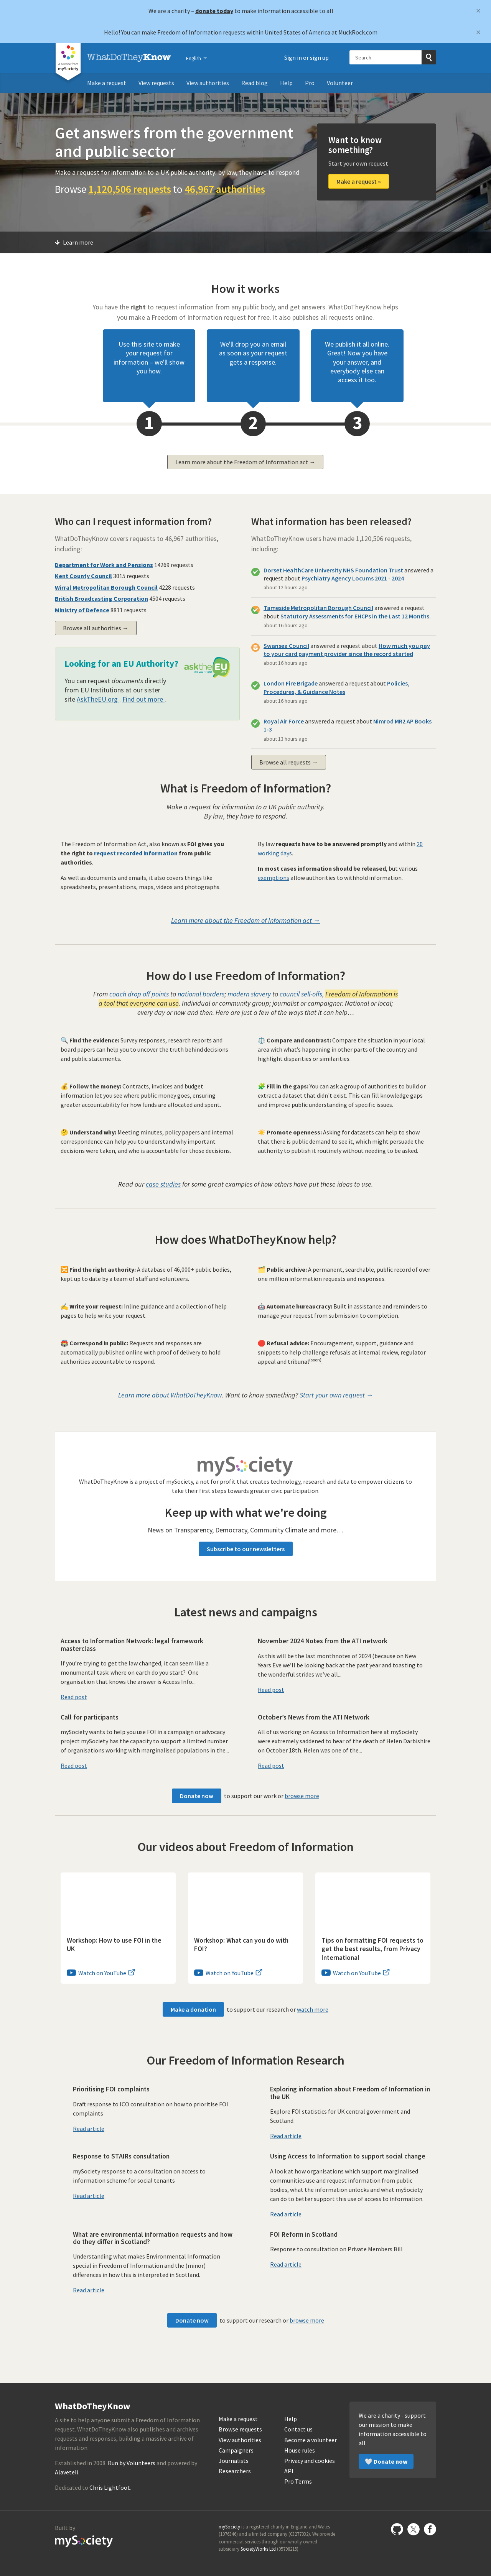 We are a charity – donate today to make information accessible to all
×
Hello! You can make Freedom of Information requests within United States of America at MuckRock.com
×
mySociety
WhatDoTheyKnow
English
Sign in or sign up
Search
Make a request
View requests
View authorities
Read blog
Help
Pro
Volunteer
Get answers from the government
and public sector
Make a request for information to a UK public authority: by law, they have to respond
Browse 1,120,506 requests to 46,967 authorities
Want to know
something?
Start your own request
Make a request »
Learn more
How it works
You have the right to request information from any public body, and get answers. WhatDoTheyKnow helps
you make a Freedom of Information request for free. It also publishes all requests online.
Use this site to make
your request for
information – we'll show
you how.
We'll drop you an email
as soon as your request
gets a response.
We publish it all online.
Great! Now you have
your answer, and
everybody else can
access it too.
1
2
3
Learn more about the Freedom of Information act →
Who can I request information from?
WhatDoTheyKnow covers requests to 46,967 authorities,
including:
Department for Work and Pensions 14269 requests
Kent County Council 3015 requests
Wirral Metropolitan Borough Council 4228 requests
British Broadcasting Corporation 4504 requests
Ministry of Defence 8811 requests
Browse all authorities →
Looking for an EU Authority?
asktheEU
You can request documents directly
from EU Institutions at our sister
site AskTheEU.org . Find out more .
What information has been released?
WhatDoTheyKnow users have made 1,120,506 requests,
including:
Dorset HealthCare University NHS Foundation Trust answered a
request about Psychiatry Agency Locums 2021 - 2024
about 12 hours ago
Tameside Metropolitan Borough Council answered a request
about Statutory Assessments for EHCPs in the Last 12 Months.
about 16 hours ago
Swansea Council answered a request about How much you pay
to your card payment provider since the record started
about 16 hours ago
London Fire Brigade answered a request about Policies,
Procedures, & Guidance Notes
about 18 hours ago
Royal Air Force answered a request about Nimrod MR2 AP Books
1-3
about 13 hours ago
Browse all requests →
What is Freedom of Information?
Make a request for information to a UK public authority.
By law, they have to respond.
The Freedom of Information Act, also known as FOI gives you
the right to request recorded information from public
authorities.
As well as documents and emails, it also covers things like
spreadsheets, presentations, maps, videos and photographs.
By law requests have to be answered promptly and within 20
working days.
In most cases information should be released, but various
exemptions allow authorities to withhold information.
Learn more about the Freedom of Information act →
How do I use Freedom of Information?
From coach drop off points to national borders; modern slavery to council sell-offs, Freedom of Information is
a tool that everyone can use. Individual or community group; journalist or campaigner. National or local;
every day or now and then. Here are just a few of the ways that it can help…
🔍 Find the evidence: Survey responses, research reports and
board papers can help you to uncover the truth behind decisions
and public statements.
⚖️ Compare and contrast: Compare the situation in your local
area with what's happening in other parts of the country and
highlight disparities or similarities.
💰 Follow the money: Contracts, invoices and budget
information let you see where public money goes, ensuring
greater accountability for how funds are allocated and spent.
🧩 Fill in the gaps: You can ask a group of authorities to build or
extract a dataset that didn't exist. This can fill knowledge gaps
and improve public understanding of specific issues.
🤔 Understand why: Meeting minutes, policy papers and internal
correspondence can help you to understand why important
decisions were taken, and who is accountable for those decisions.
☀️ Promote openness: Asking for datasets can help to show
that there is public demand to see it, which might persuade the
authority to publish it routinely without needing to be asked.
Read our case studies for some great examples of how others have put these ideas to use.
How does WhatDoTheyKnow help?
🔀 Find the right authority: A database of 46,000+ public bodies,
kept up to date by a team of staff and volunteers.
🗂️ Public archive: A permanent, searchable, public record of over
one million information requests and responses.
✍️ Write your request: Inline guidance and a collection of help
pages to help write your request.
🤖 Automate bureaucracy: Built in assistance and reminders to
manage your request from submission to completion.
📮 Correspond in public: Requests and responses are
automatically published online with proof of delivery to hold
authorities accountable to respond.
🛑 Refusal advice: Encouragement, support, guidance and
snippets to help challenge refusals at internal review, regulator
appeal and tribunal(soon).
Learn more about WhatDoTheyKnow. Want to know something? Start your own request →
mySociety
WhatDoTheyKnow is a project of mySociety, a not for profit that creates technology, research and data to empower citizens to
take their first steps towards greater civic participation.
Keep up with what we're doing
News on Transparency, Democracy, Community Climate and more…
Subscribe to our newsletters
Latest news and campaigns
Access to Information Network: legal framework
masterclass
If you're trying to get the law changed, it can seem like a
monumental task: where on earth do you start? One
organisation that knows the answer is Access Info...
Read post
November 2024 Notes from the ATI network
As this will be the last monthnotes of 2024 (because on New
Years Eve we'll be looking back at the past year and toasting to
the wonderful strides we've all...
Read post
Call for participants
mySociety wants to help you use FOI in a campaign or advocacy
project mySociety has the capacity to support a limited number
of organisations working with marginalised populations in the...
Read post
October's News from the ATI Network
All of us working on Access to Information here at mySociety
were extremely saddened to hear of the death of Helen Darbishire
on October 18th. Helen was one of the...
Read post
Donate now to support our work or browse more
Our videos about Freedom of Information
Workshop: How to use FOI in the
UK
Watch on YouTube
Workshop: What can you do with
FOI?
Watch on YouTube
Tips on formatting FOI requests to
get the best results, from Privacy
International
Watch on YouTube
Make a donation to support our research or watch more
Our Freedom of Information Research
Prioritising FOI complaints
Draft response to ICO consultation on how to prioritise FOI
complaints
Read article
Exploring information about Freedom of Information in
the UK
Explore FOI statistics for UK central government and
Scotland.
Read article
Response to STAIRs consultation
mySociety response to a consultation on access to
information scheme for social tenants
Read article
Using Access to Information to support social change
A look at how organisations which support marginalised
communities use and request information from public
bodies, what the information unlocks and what mySociety
can do to better support this use of access to information.
Read article
What are environmental information requests and how
do they differ in Scotland?
Understanding what makes Environmental Information
special in Freedom of Information and the (minor)
differences in how this is interpreted in Scotland.
Read article
FOI Reform in Scotland
Response to consultation on Private Members Bill
Read article
Donate now to support our research or browse more
WhatDoTheyKnow
A site to help anyone submit a Freedom of Information
request. WhatDoTheyKnow also publishes and archives
requests and responses, building a massive archive of
information.
Established in 2008. Run by Volunteers and powered by
Alaveteli.
Dedicated to Chris Lightfoot.
Make a request
Browse requests
View authorities
Campaigners
Journalists
Researchers
Help
Contact us
Become a volunteer
House rules
Privacy and cookies
API
Pro Terms
We are a charity - support
our mission to make
information accessible to
all
🤍 Donate now
Built by
mySociety
mySociety is a registered charity in England and Wales
(1076346) and a limited company (03277032). We provide
commercial services through our wholly owned
subsidiary SocietyWorks Ltd (05798215).